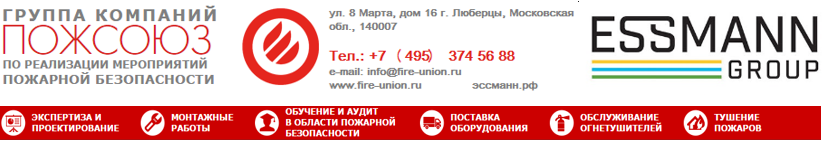 ГРУППА КОМПАНИЙ
ПОЖСОЮЗ
ПО РЕАЛИЗАЦИИ МЕРОПРИЯТИЙ
ПОЖАРНОЙ БЕЗОПАСНОСТИ
ул. 8 Марта, дом 16 г. Люберцы, Московская
обл., 140007
Тел.: +7 (495) 374 56 88
e-mail: info@fire-union.ru
www.fire-union.ru эссманн.рф
ESSMANN
GROUP
ЭКСПЕРТИЗА И
ПРОЕКТИРОВАНИЕ
МОНТАЖНЫЕ
РАБОТЫ
ОБУЧЕНИЕ И АУДИТ
В ОБЛАСТИ ПОЖАРНОЙ
БЕЗОПАСНОСТИ
ПОСТАВКА
ОБОРУДОВАНИЯ
ОБСЛУЖИВАНИЕ
ОГНЕТУШИТЕЛЕЙ
ТУШЕНИЕ
ПОЖАРОВ